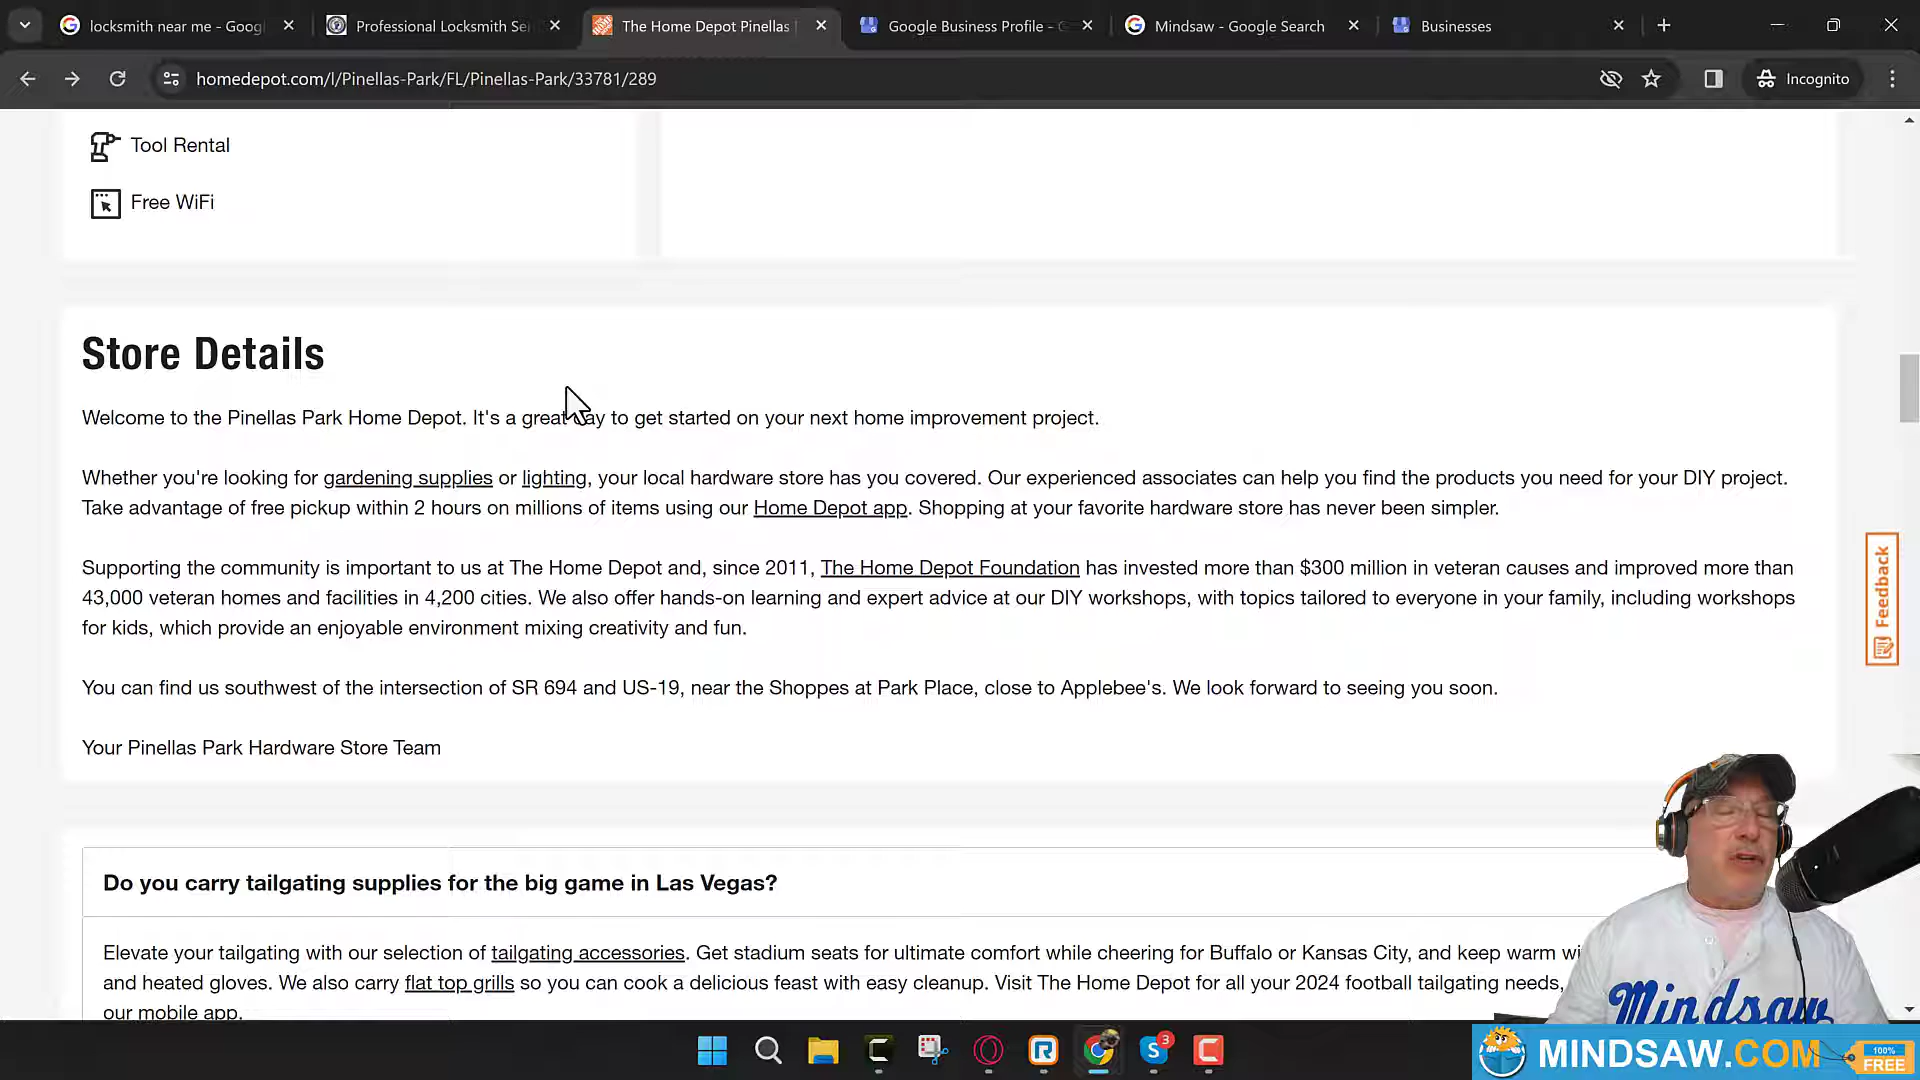 locksmith near me - Goog
Professional Locksmith Ser
The Home Depot Pinellas
Google Business Profile - G
Mindsaw - Google Search
Businesses
homedepot.com/l/Pinellas-Park/FL/Pinellas-Park/33781/289
Incognito
Tool Rental
Free WiFi
Store Details
Welcome to the Pinellas Park Home Depot. It's a great day to get started on your next home improvement project.
Whether you're looking for gardening supplies or lighting, your local hardware store has you covered. Our experienced associates can help you find the products you need for your DIY project.
Take advantage of free pickup within 2 hours on millions of items using our Home Depot app. Shopping at your favorite hardware store has never been simpler.
Supporting the community is important to us at The Home Depot and, since 2011, The Home Depot Foundation has invested more than $300 million in veteran causes and improved more than
43,000 veteran homes and facilities in 4,200 cities. We also offer hands-on learning and expert advice at our DIY workshops, with topics tailored to everyone in your family, including workshops
for kids, which provide an enjoyable environment mixing creativity and fun.
You can find us southwest of the intersection of SR 694 and US-19, near the Shoppes at Park Place, close to Applebee's. We look forward to seeing you soon.
Your Pinellas Park Hardware Store Team
Feedback
Do you carry tailgating supplies for the big game in Las Vegas?
Elevate your tailgating with our selection of tailgating accessories. Get stadium seats for ultimate comfort while cheering for Buffalo or Kansas City, and keep warm wi
and heated gloves. We also carry flat top grills so you can cook a delicious feast with easy cleanup. Visit The Home Depot for all your 2024 football tailgating needs,
our mobile app.
Mindsaw
3
MINDSAW.COM
100%
FREE